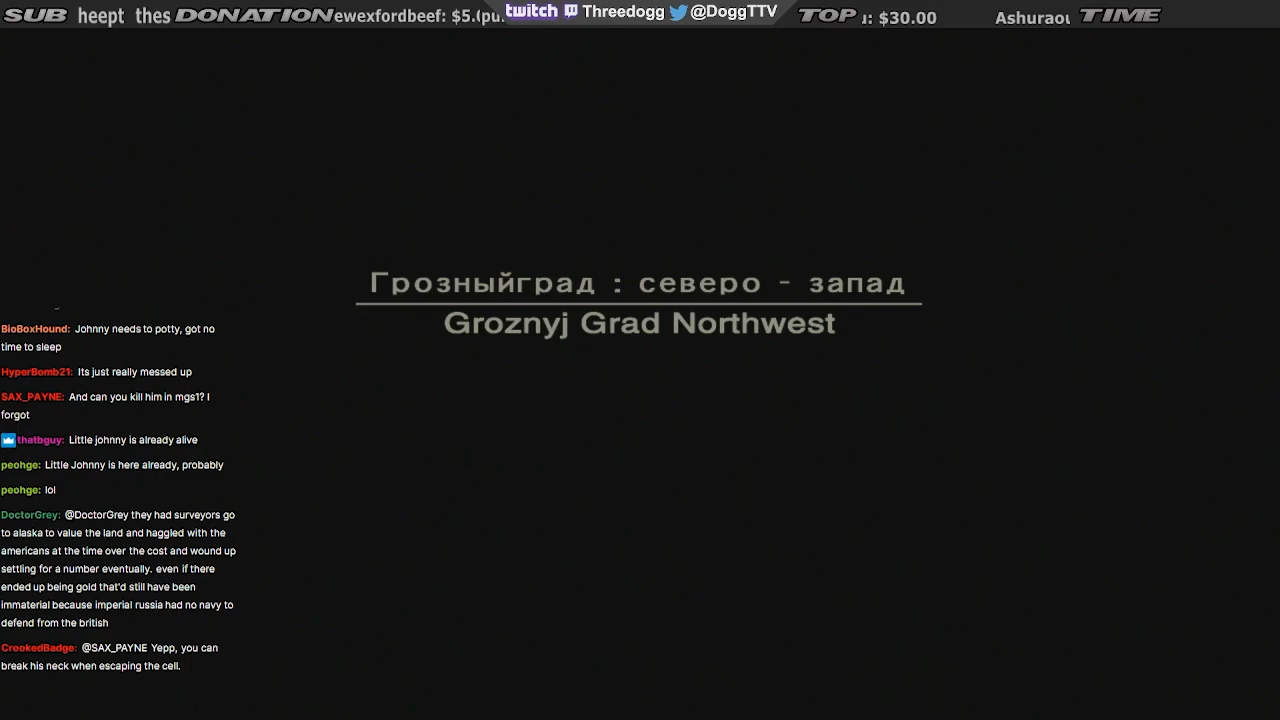 SUB heept thes DONATION ewexfordbeef: $5. twitch Threedogg @DoggTTV TOP : $30.00 TIME
Грозныйград : северо - запад
Groznyj Grad Northwest
BioBoxHound: Johnny needs to potty, got no
time to sleep
HyperBomb21: Its just really messed up
SAX_PAYNE: And can you kill him in mgs1? I
forgot
thatbguy: Little johnny is already alive
peohge: Little Johnny is here already, probably
peohge: lol
DoctorGrey: @DoctorGrey they had surveyors go
to alaska to value the land and haggled with the
americans at the time over the cost and wound up
settling for a number eventually. even if there
ended up being gold that'd still have been
immaterial because imperial russia had no navy to
defend from the british
CrookedBadge: @SAX_PAYNE Yepp, you can
break his neck when escaping the cell.